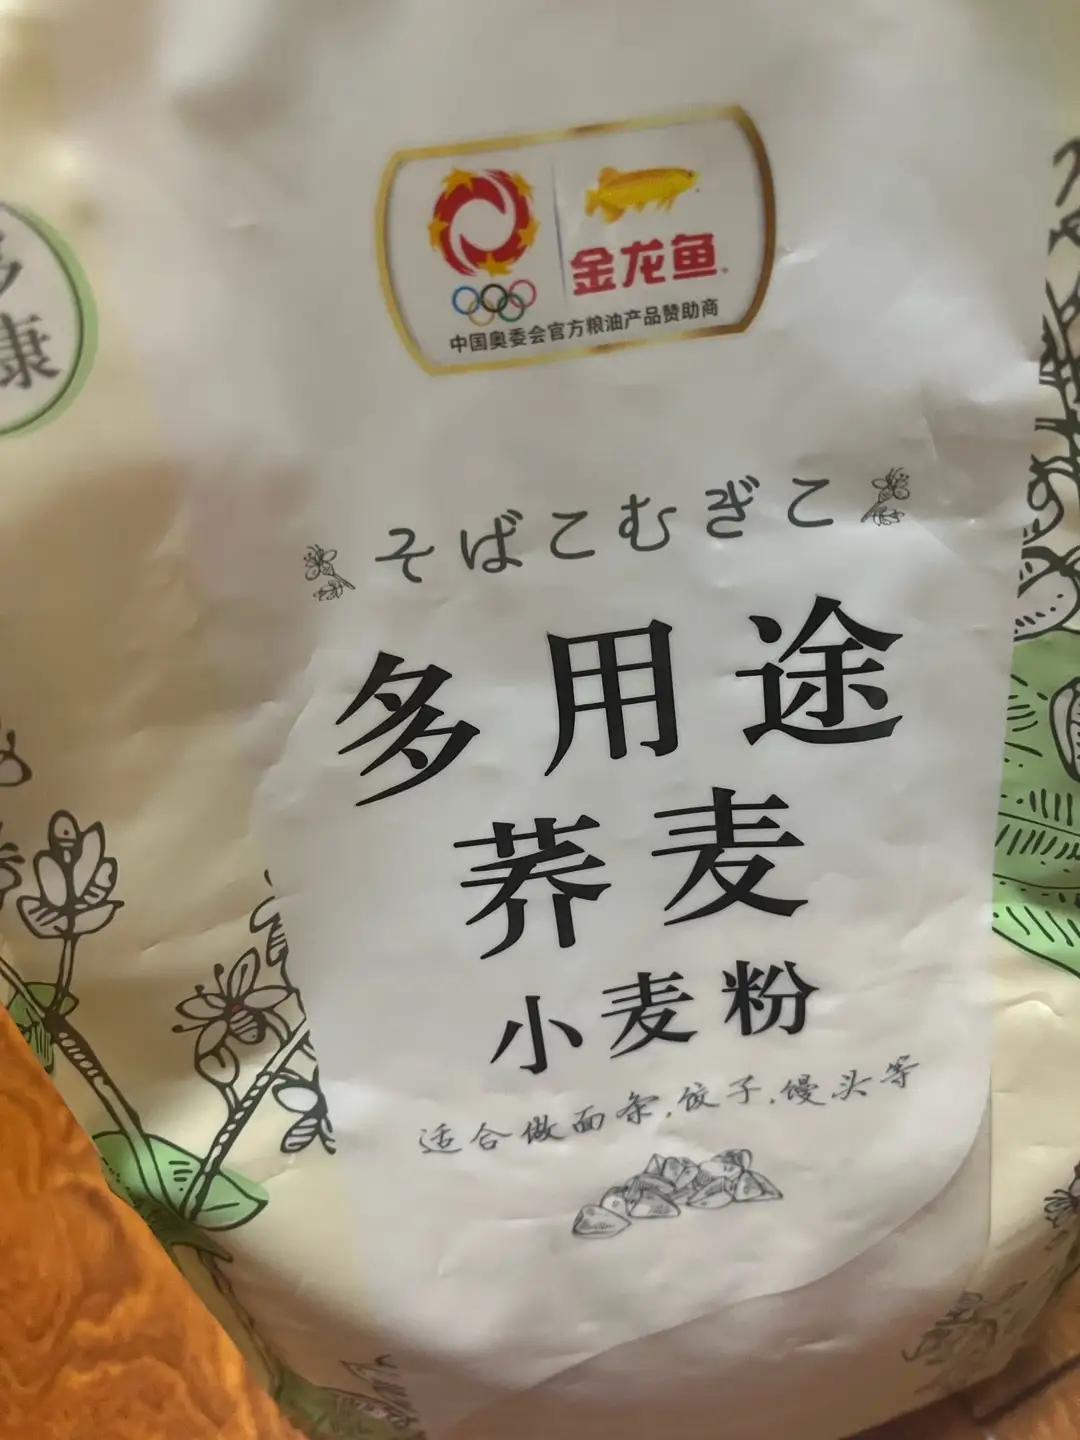 康
金龙鱼
中国奥委会官方粮油产品赞助商
そばこむぎこ
多用途
荞麦
小麦粉
适合做面条,饺子,馒头等